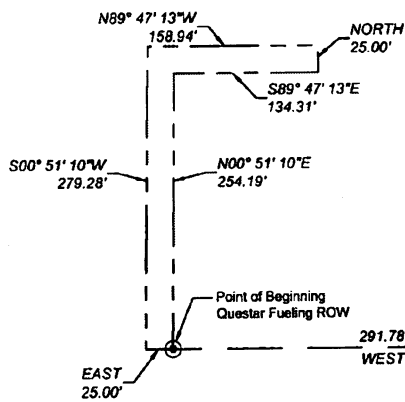 N89° 47' 13"W
158.94'
NORTH
25.00'
S89° 47' 13"E
134.31'
S00° 51' 10"W
279.28'
N00° 51' 10"E
254.19'
Point of Beginning
Questar Fueling ROW
291.78
WEST
EAST
25.00'